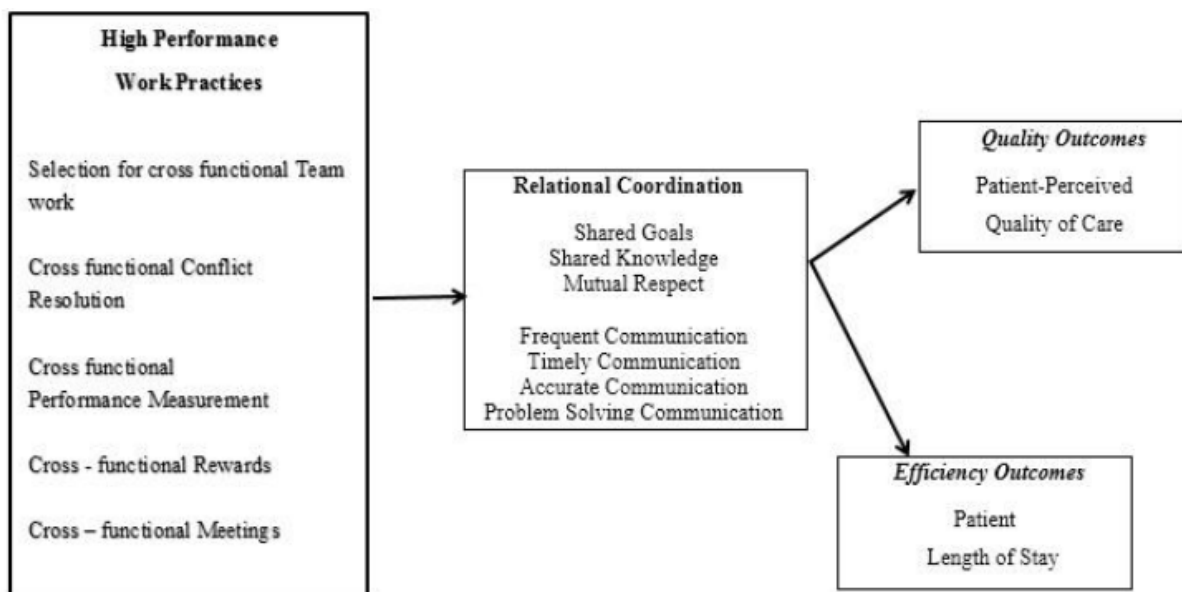 High Performance
Work Practices
Selection for cross functional Team
work
Cross functional Conflict
Resolution
Cross functional
Performance Measurement
Cross - functional Rewards
Cross – functional Meetings
Relational Coordination
Shared Goals
Shared Knowledge
Mutual Respect
Frequent Communication
Timely Communication
Accurate Communication
Problem Solving Communication
Quality Outcomes
Patient-Perceived
Quality of Care
Efficiency Outcomes
Patient
Length of Stay